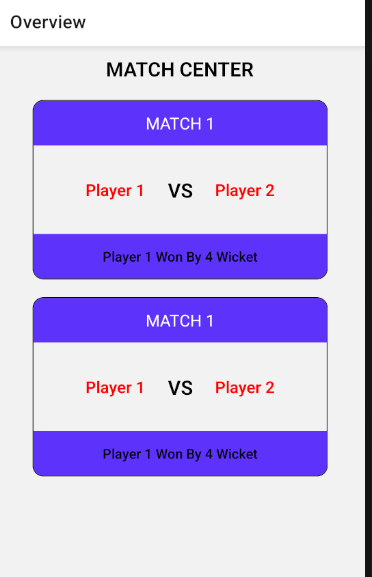 Overview
MATCH CENTER
MATCH 1
Player 1 VS Player 2
Player 1 Won By 4 Wicket
MATCH 1
Player 1 VS Player 2
Player 1 Won By 4 Wicket